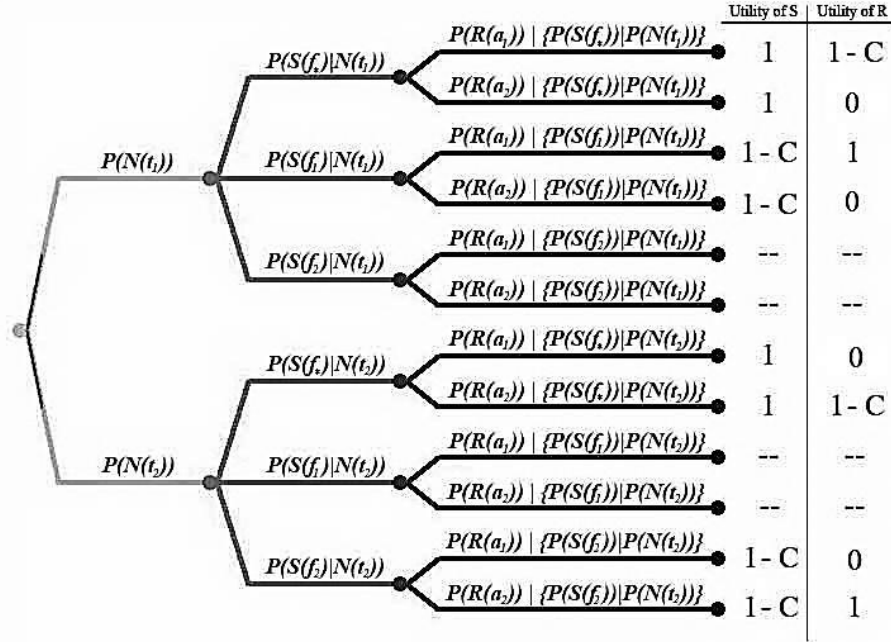 Utility of S Utility of R
P(R(a₁)) | {P(S(f*))|P(N(t₁))} 1 1-C
P(S(f*)|N(t₁))
P(R(a₂)) | {P(S(f*))|P(N(t₁))} 1 0
P(R(a₁)) | {P(S(f₁))|P(N(t₁))} 1-C 1
P(N(t₁)) P(S(f₁)|N(t₁))
P(R(a₂)) | {P(S(f₁))|P(N(t₁))} 1-C 0
P(R(a₁)) | {P(S(f₂))|P(N(t₁))} -- --
P(S(f₂)|N(t₁))
P(R(a₂)) | {P(S(f₂))|P(N(t₁))} -- --
P(R(a₁)) | {P(S(f*))|P(N(t₂))} 1 0
P(S(f*)|N(t₂))
P(R(a₂)) | {P(S(f*))|P(N(t₂))} 1 1-C
P(R(a₁)) | {P(S(f₁))|P(N(t₂))} -- --
P(N(t₂)) P(S(f₁)|N(t₂))
P(R(a₂)) | {P(S(f₁))|P(N(t₂))} -- --
P(R(a₁)) | {P(S(f₂))|P(N(t₂))} 1-C 0
P(S(f₂)|N(t₂))
P(R(a₂)) | {P(S(f₂))|P(N(t₂))} 1-C 1